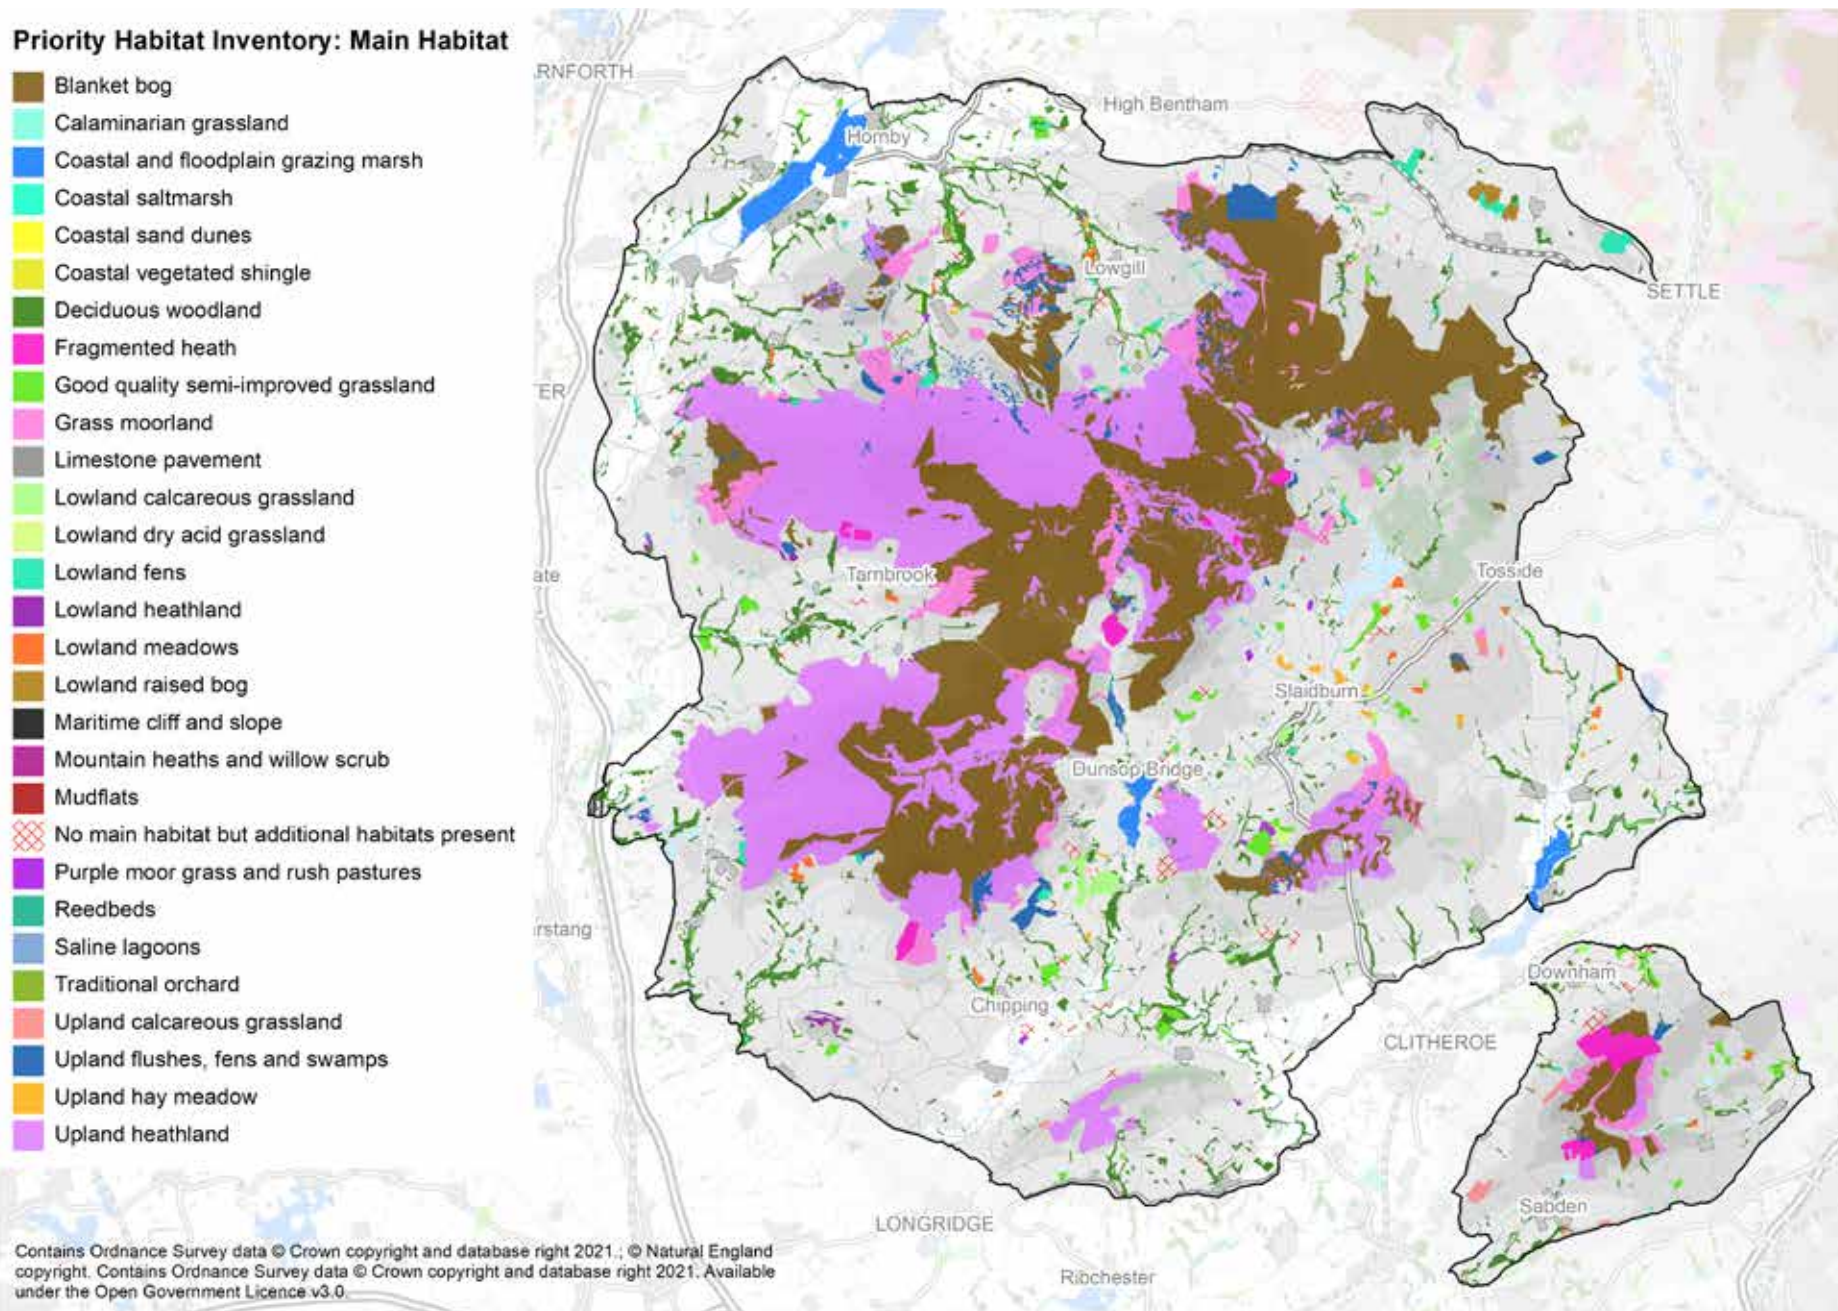 Priority Habitat Inventory: Main Habitat
Blanket bog
Calaminarian grassland
Coastal and floodplain grazing marsh
Coastal saltmarsh
Coastal sand dunes
Coastal vegetated shingle
Deciduous woodland
Fragmented heath
Good quality semi-improved grassland
Grass moorland
Limestone pavement
Lowland calcareous grassland
Lowland dry acid grassland
Lowland fens
Lowland heathland
Lowland meadows
Lowland raised bog
Maritime cliff and slope
Mountain heaths and willow scrub
Mudflats
No main habitat but additional habitats present
Purple moor grass and rush pastures
Reedbeds
Saline lagoons
Traditional orchard
Upland calcareous grassland
Upland flushes, fens and swamps
Upland hay meadow
Upland heathland
Contains Ordnance Survey data © Crown copyright and database right 2021.; © Natural England
copyright. Contains Ordnance Survey data © Crown copyright and database right 2021. Available
under the Open Government Licence v3.0.
ARNFORTH
High Bentham
Hornby
Lowgill
SETTLE
TER
Tarnbrook
ate
Tosside
Slaidburn
Dunsop Bridge
rstang
Downham
Chipping
CLITHEROE
Sabden
LONGRIDGE
Ribchester